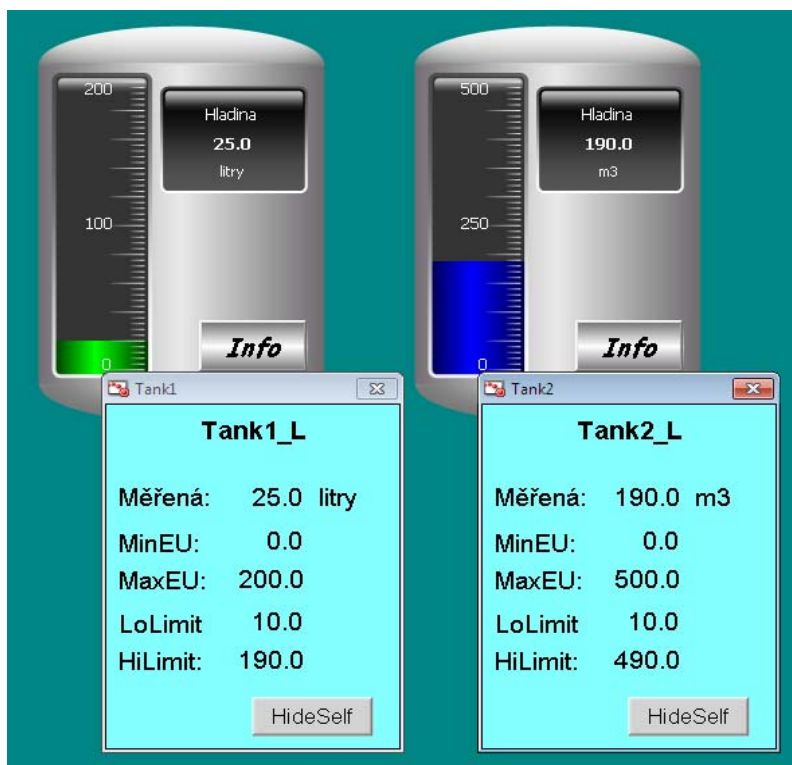 200
100
0
Hladina
25.0
litry
Info
500
250
0
Hladina
190.0
m3
Info
Tank1
Tank1_L
Měřená: 25.0 litry
MinEU: 0.0
MaxEU: 200.0
LoLimit 10.0
HiLimit: 190.0
HideSelf
Tank2
Tank2_L
Měřená: 190.0 m3
MinEU: 0.0
MaxEU: 500.0
LoLimit 10.0
HiLimit: 490.0
HideSelf